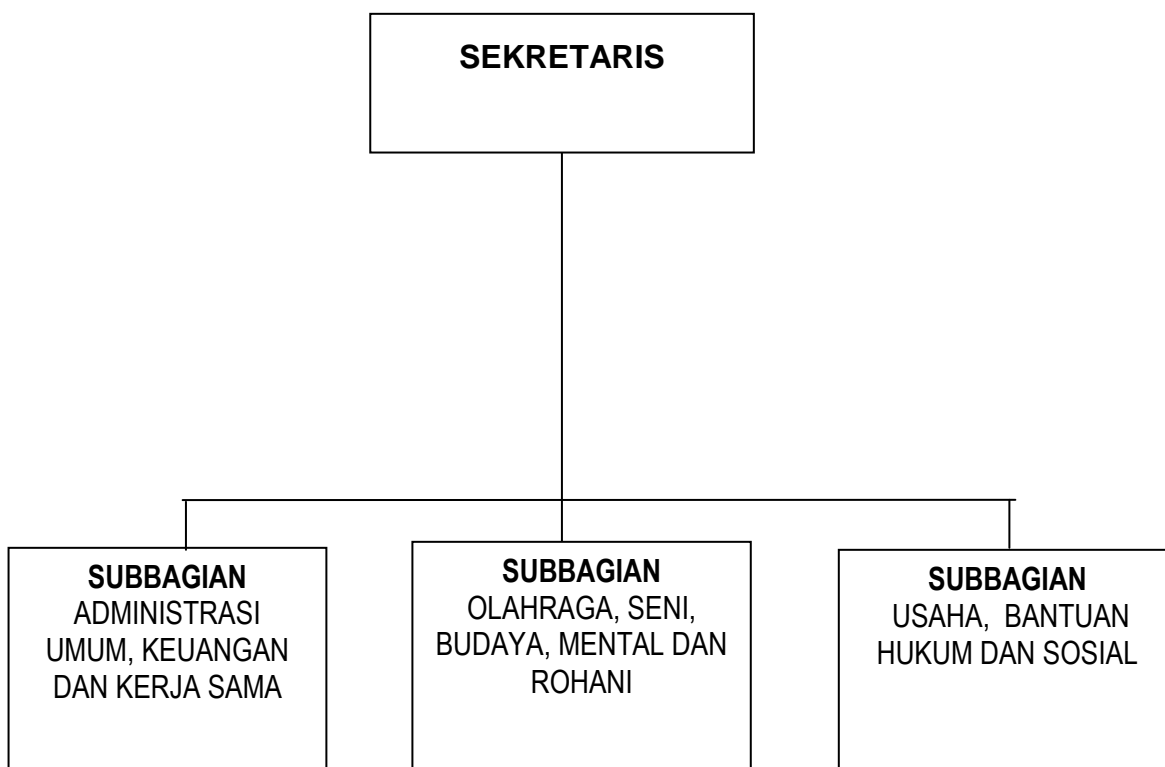 SEKRETARIS
SUBBAGIAN
ADMINISTRASI
UMUM, KEUANGAN
DAN KERJA SAMA
SUBBAGIAN
OLAHRAGA, SENI,
BUDAYA, MENTAL DAN
ROHANI
SUBBAGIAN
USAHA, BANTUAN
HUKUM DAN SOSIAL